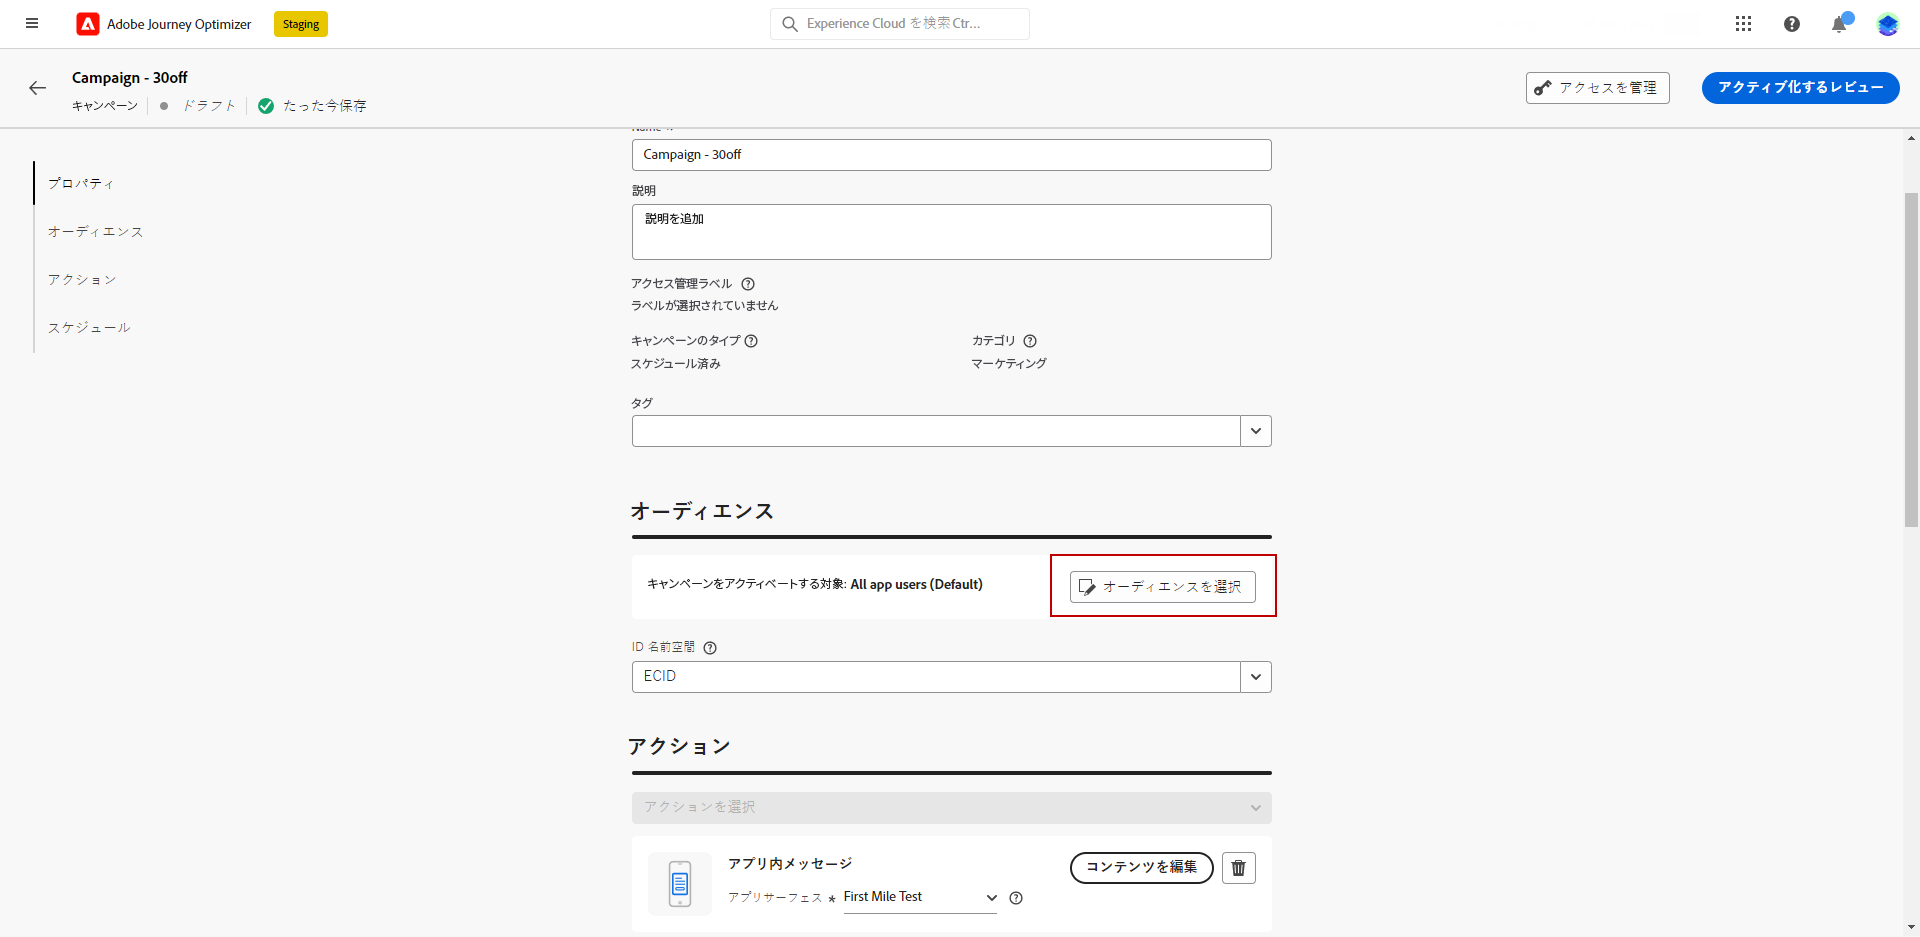 Adobe Journey Optimizer
Staging
Experience Cloud を検索 Ctr...
Campaign - 30off
キャンペーン
ドラフト
たった今保存
アクセスを管理
アクティブ化するレビュー
プロパティ
オーディエンス
アクション
スケジュール
Name *
Campaign - 30off
説明
説明を追加
アクセス管理ラベル
ラベルが選択されていません
キャンペーンのタイプ
カテゴリ
スケジュール済み
マーケティング
タグ
オーディエンス
キャンペーンをアクティベートする対象: All app users (Default)
オーディエンスを選択
ID 名前空間
ECID
アクション
アクションを選択
アプリ内メッセージ
コンテンツを編集
アプリサーフェス * First Mile Test